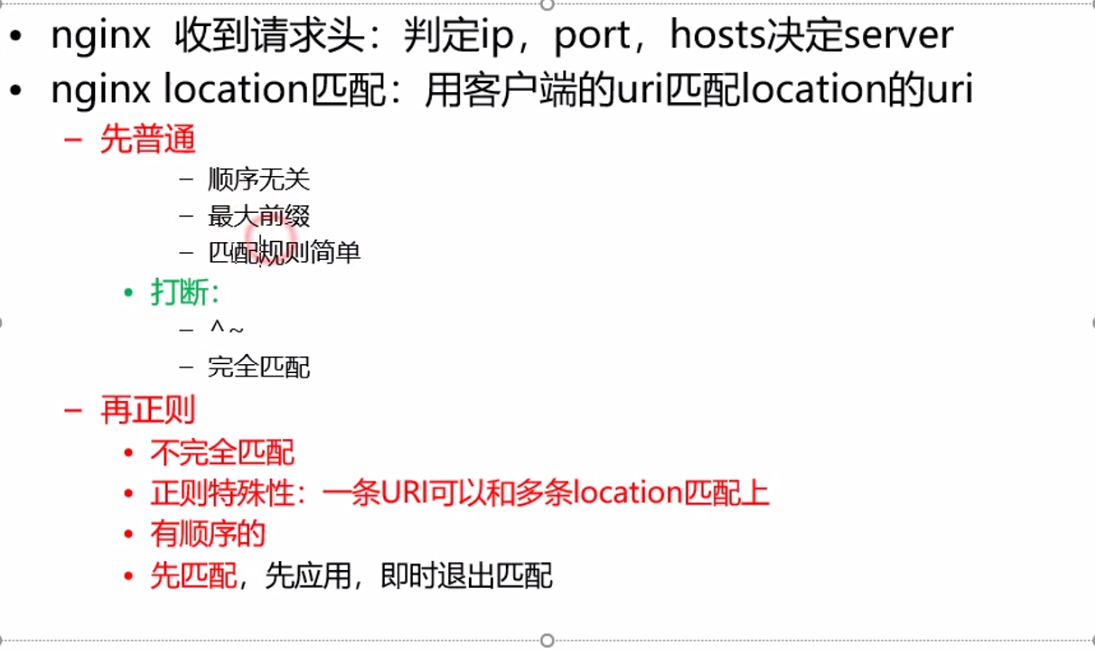 • nginx 收到请求头：判定ip，port，hosts决定server
• nginx location匹配：用客户端的uri匹配location的uri
– 先普通
– 顺序无关
– 最大前缀
– 匹配规则简单
• 打断：
– ^~
– 完全匹配
– 再正则
• 不完全匹配
• 正则特殊性：一条URI可以和多条location匹配上
• 有顺序的
• 先匹配，先应用，即时退出匹配